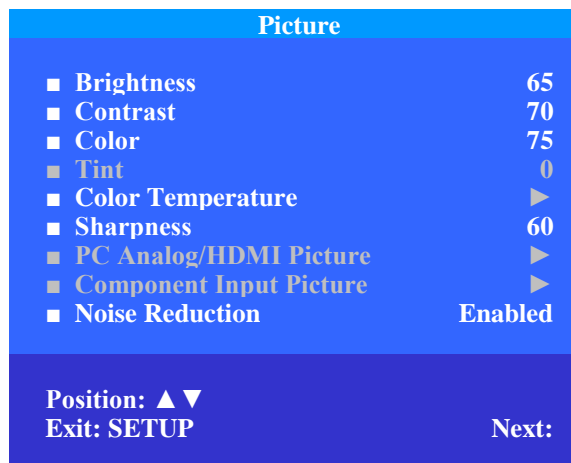 Picture
■ Brightness 65
■ Contrast 70
■ Color 75
■ Tint 0
■ Color Temperature ►
■ Sharpness 60
■ PC Analog/HDMI Picture ►
■ Component Input Picture ►
■ Noise Reduction Enabled
Position: ▲▼
Exit: SETUP Next: